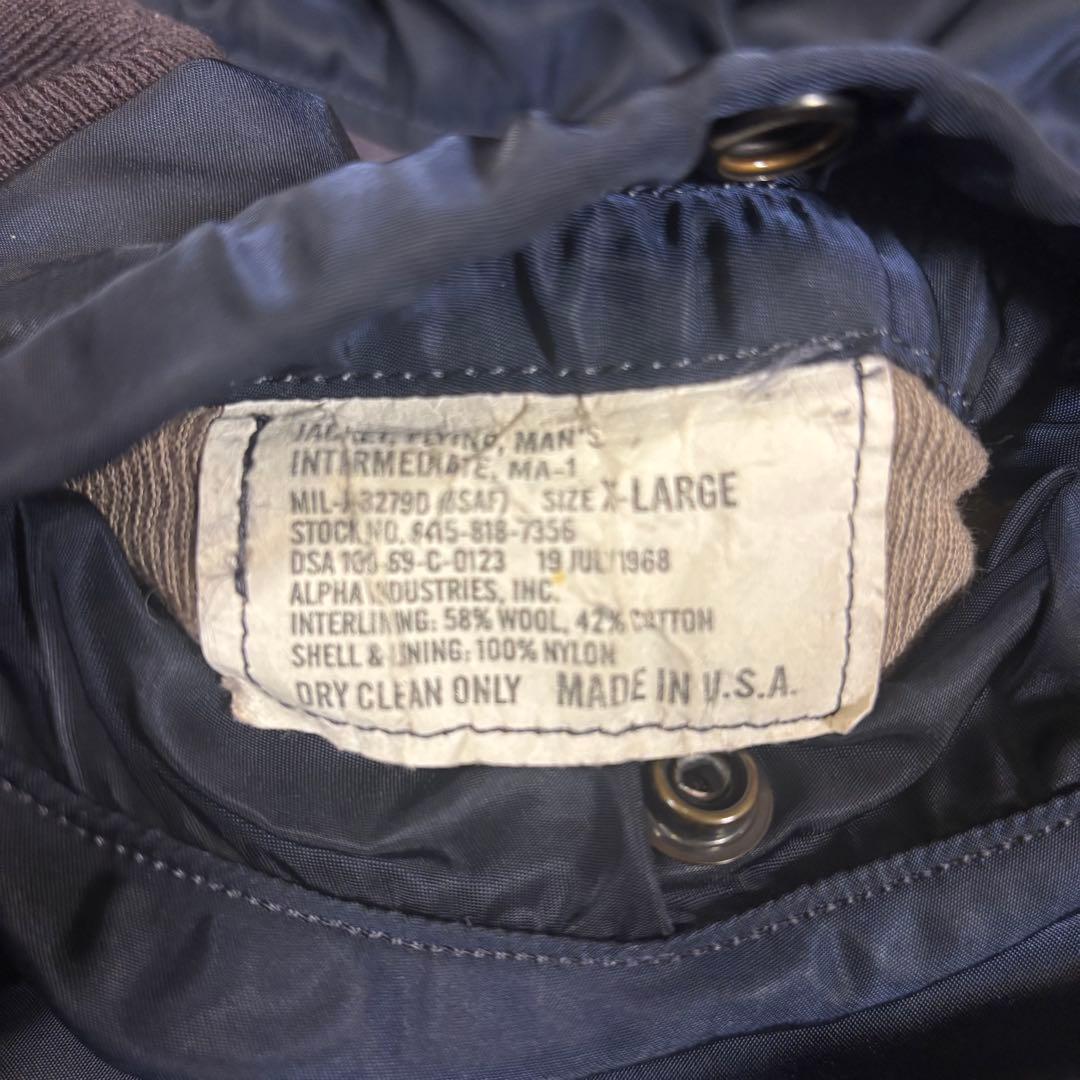 JACKET, FLYING, MAN'S
INTERMEDIATE, MA-1
MIL-J-8279D (USAF) SIZE X-LARGE
STOCK NO. 8415-818-7356
DSA 100-69-C-0123 19 JUL 1968
ALPHA INDUSTRIES, INC.
INTERLINING: 58% WOOL, 42% COTTON
SHELL & LINING: 100% NYLON
DRY CLEAN ONLY MADE IN U.S.A.